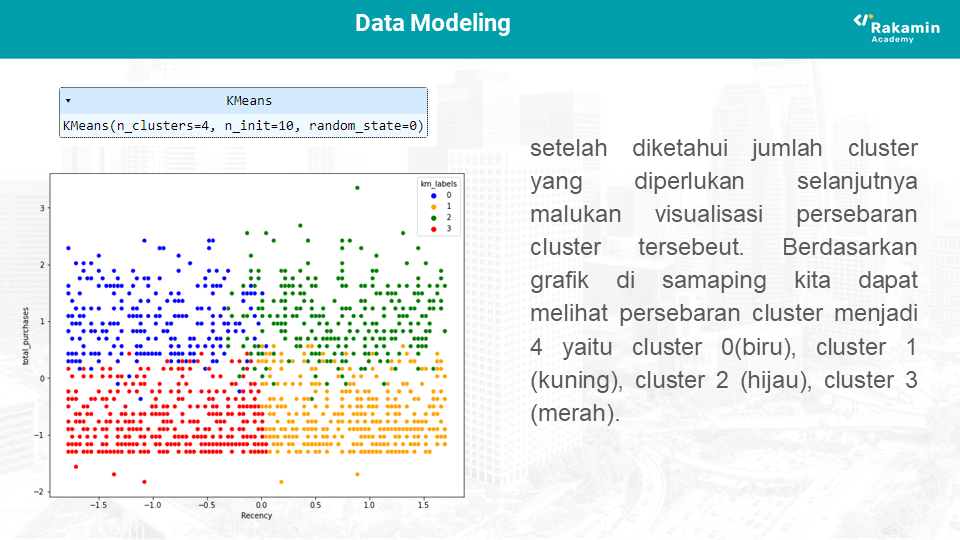 Data Modeling
</> Rakamin
Academy
KMeans
KMeans(n_clusters=4, n_init=10, random_state=0)
setelah diketahui jumlah cluster
yang diperlukan selanjutnya
malukan visualisasi persebaran
cluster tersebeut. Berdasarkan
grafik di samaping kita dapat
melihat persebaran cluster menjadi
4 yaitu cluster 0(biru), cluster 1
(kuning), cluster 2 (hijau), cluster 3
(merah).
km_labels
0
1
2
3
total_purchases
3
2
1
0
−1
−2
−1.5 −1.0 −0.5 0.0 0.5 1.0 1.5
Recency